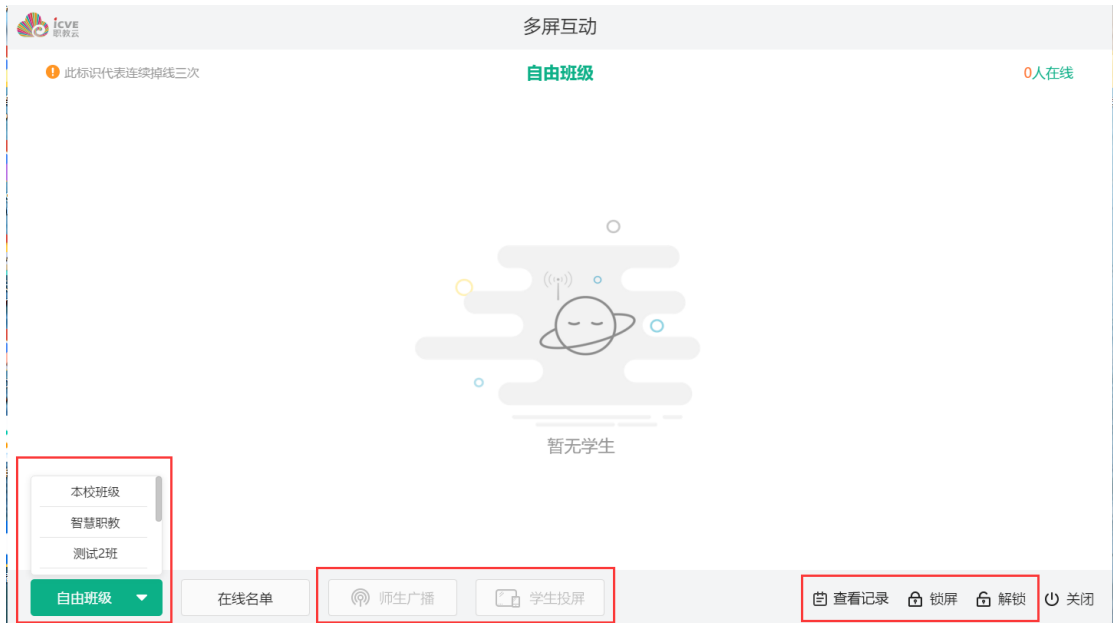 icve
职教云
多屏互动
此标识代表连续掉线三次
自由班级
0人在线
暂无学生
本校班级
智慧职教
测试2班
自由班级
在线名单
师生广播
学生投屏
查看记录
锁屏
解锁
关闭